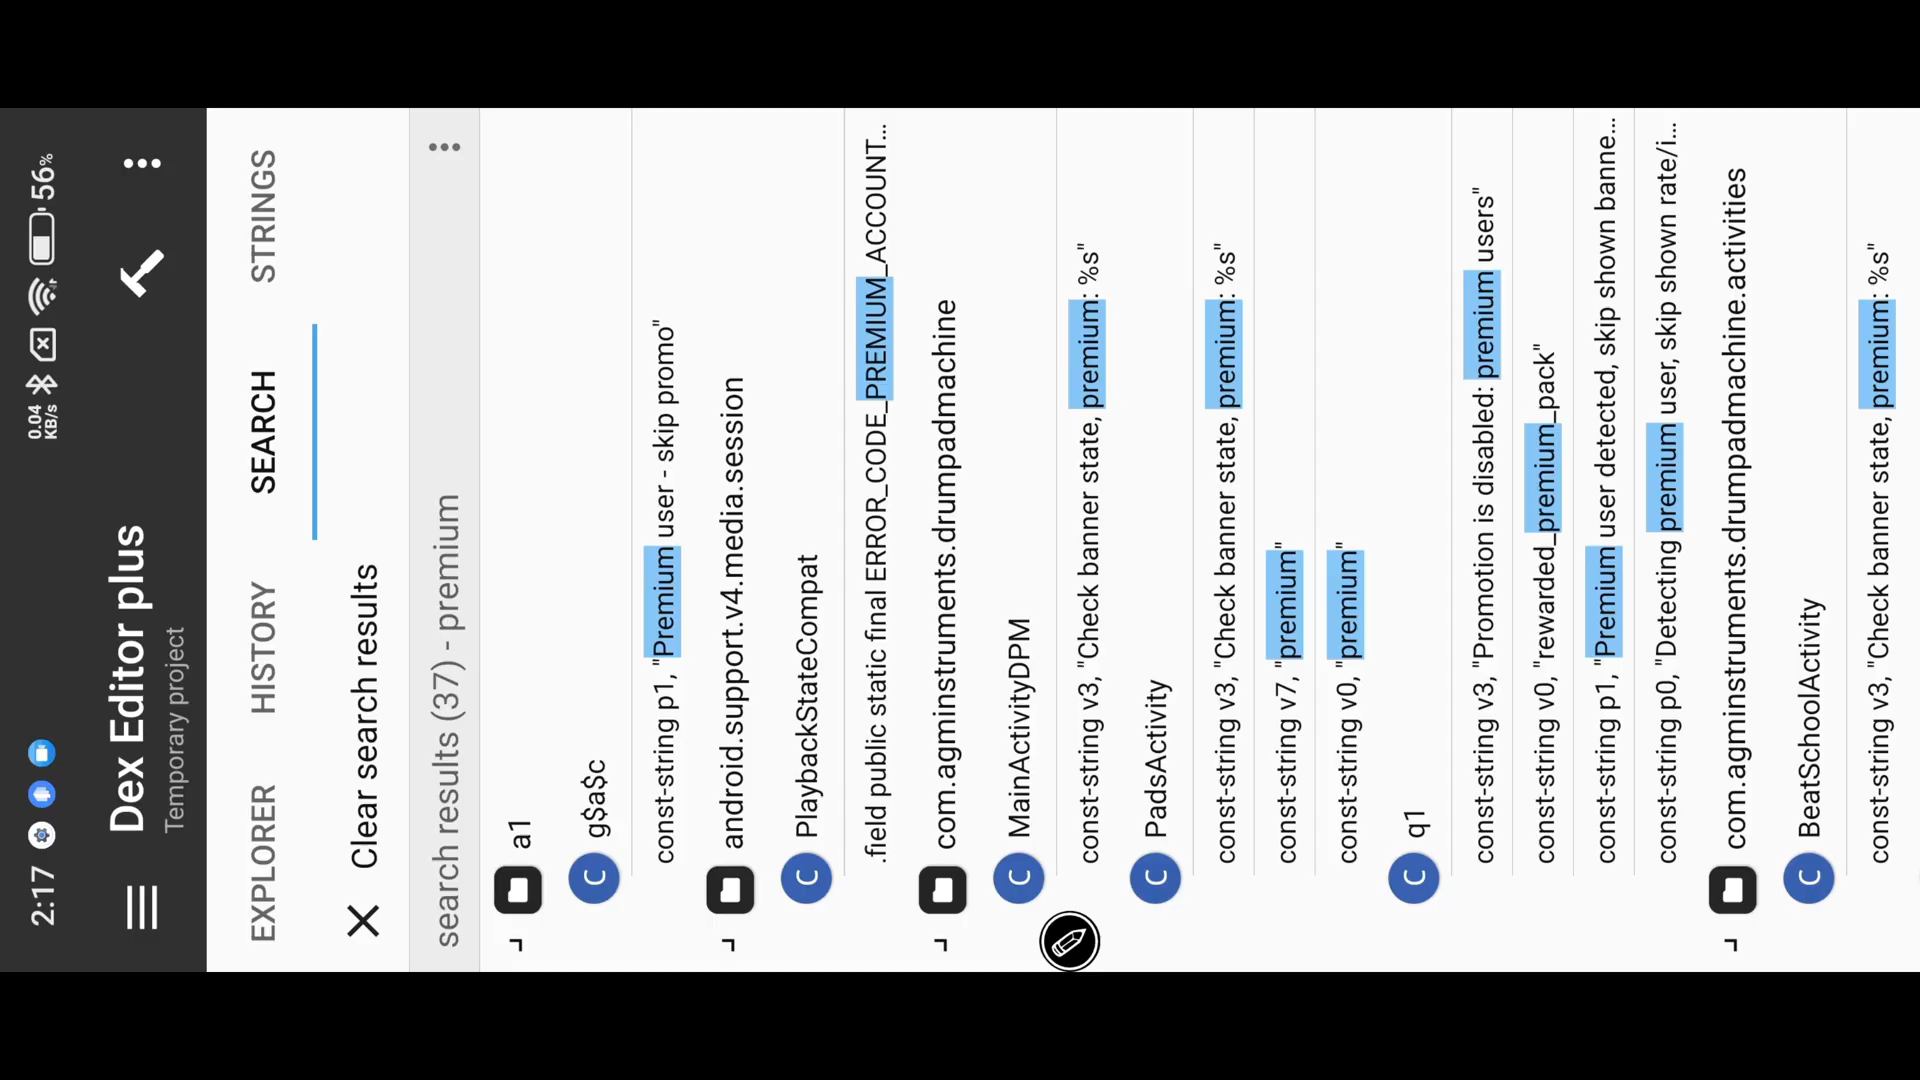 2:17
0.04 KB/s
56%
Dex Editor plus
Temporary project
EXPLORER HISTORY SEARCH STRINGS
Clear search results
search results (37) - premium
a1
C g$a$c
const-string p1, "Premium user - skip promo"
android.support.v4.media.session
C PlaybackStateCompat
.field public static final ERROR_CODE_PREMIUM_ACCOUNT...
com.agminstruments.drumpadmachine
C MainActivityDPM
const-string v3, "Check banner state, premium: %s"
C PadsActivity
const-string v3, "Check banner state, premium: %s"
const-string v7, "premium"
const-string v0, "premium"
C q1
const-string v3, "Promotion is disabled: premium users"
const-string v0, "rewarded_premium_pack"
const-string p1, "Premium user detected, skip shown banne...
const-string p0, "Detecting premium user, skip shown rate/i...
com.agminstruments.drumpadmachine.activities
C BeatSchoolActivity
const-string v3, "Check banner state, premium: %s"